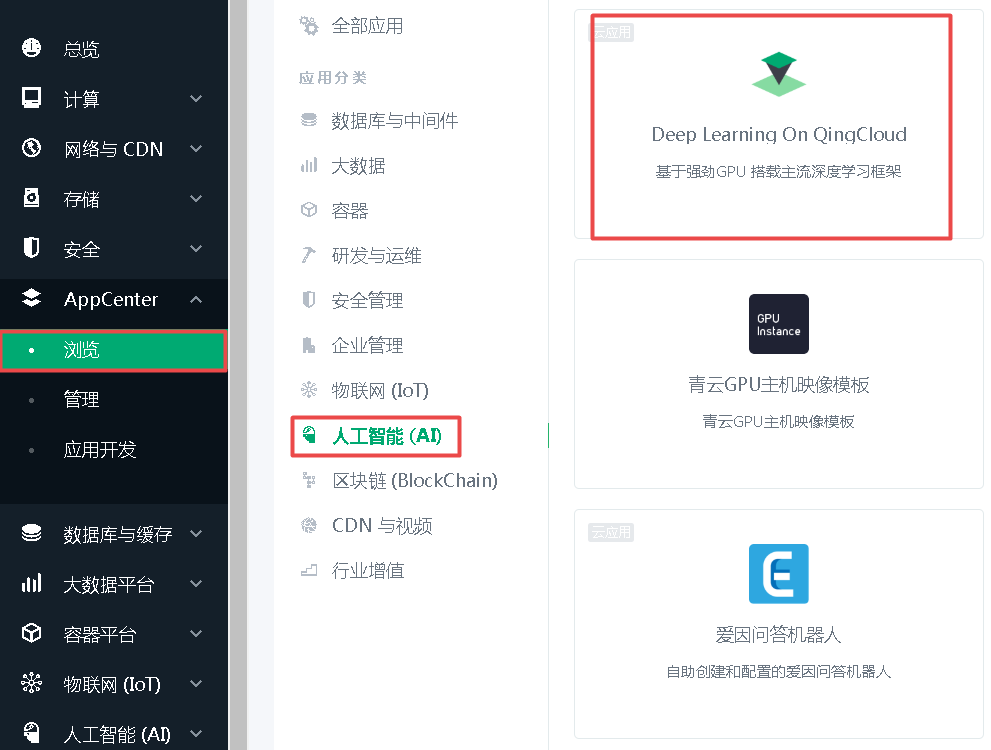 总览
计算
网络与 CDN
存储
安全
AppCenter
浏览
管理
应用开发
数据库与缓存
大数据平台
容器平台
物联网 (IoT)
人工智能 (AI)
全部应用
应用分类
数据库与中间件
大数据
容器
研发与运维
安全管理
企业管理
物联网 (IoT)
人工智能 (AI)
区块链 (BlockChain)
CDN 与视频
行业增值
云应用
Deep Learning On QingCloud
基于强劲GPU 搭载主流深度学习框架
GPU
Instance
青云GPU主机映像模板
青云GPU主机映像模板
云应用
爱因问答机器人
自助创建和配置的爱因问答机器人